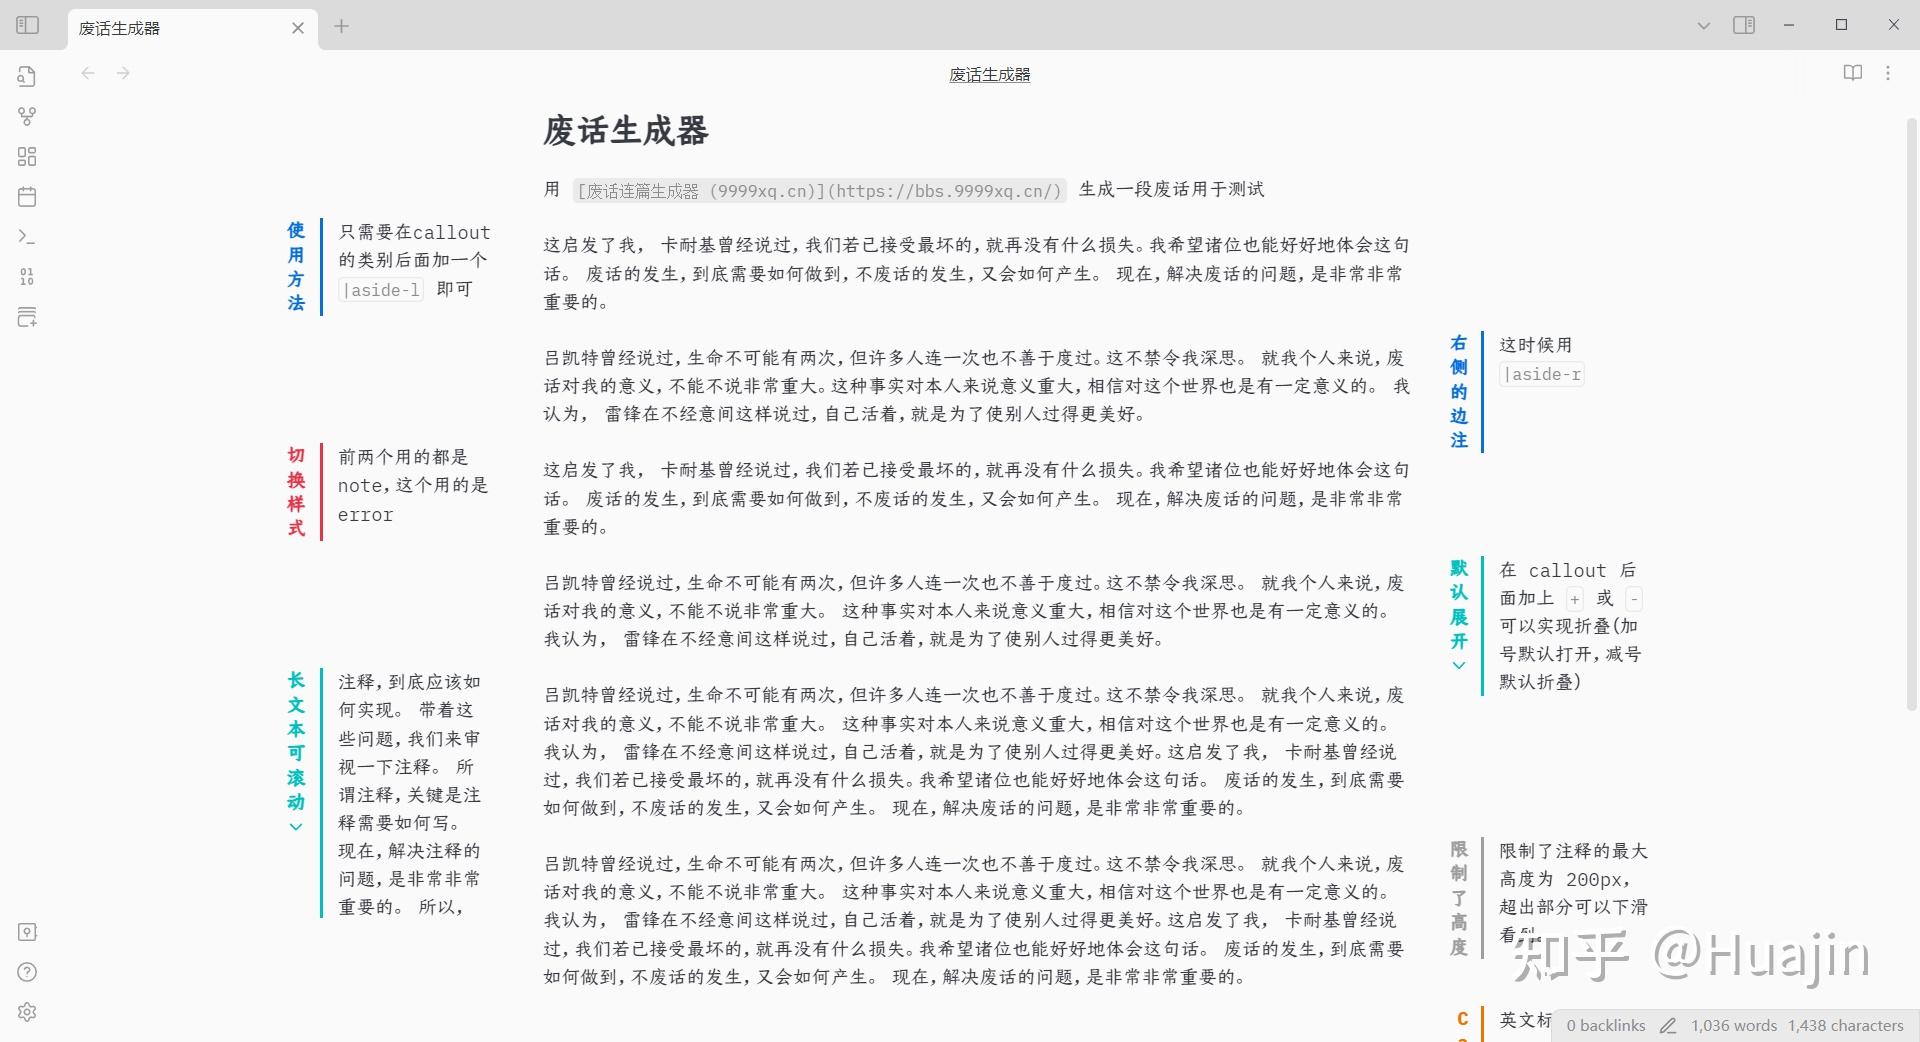 废话生成器
废话生成器
废话生成器
用 [废话连篇生成器 (9999xq.cn)](https://bbs.9999xq.cn/) 生成一段废话用于测试
使用方法
只需要在callout
的类别后面加一个
|aside-l 即可
这启发了我， 卡耐基曾经说过，我们若已接受最坏的，就再没有什么损失。我希望诸位也能好好地体会这句
话。 废话的发生，到底需要如何做到，不废话的发生，又会如何产生。 现在，解决废话的问题，是非常非常
重要的。
吕凯特曾经说过，生命不可能有两次，但许多人连一次也不善于度过。这不禁令我深思。 就我个人来说，废
话对我的意义，不能不说非常重大。这种事实对本人来说意义重大，相信对这个世界也是有一定意义的。 我
认为， 雷锋在不经意间这样说过，自己活着，就是为了使别人过得更美好。
右侧的边注
这时候用
|aside-r
切换样式
前两个用的都是
note，这个用的是
error
这启发了我， 卡耐基曾经说过，我们若已接受最坏的，就再没有什么损失。我希望诸位也能好好地体会这句
话。 废话的发生，到底需要如何做到，不废话的发生，又会如何产生。 现在，解决废话的问题，是非常非常
重要的。
吕凯特曾经说过，生命不可能有两次，但许多人连一次也不善于度过。这不禁令我深思。 就我个人来说，废
话对我的意义，不能不说非常重大。 这种事实对本人来说意义重大，相信对这个世界也是有一定意义的。
我认为， 雷锋在不经意间这样说过，自己活着，就是为了使别人过得更美好。
默认展开
在 callout 后
面加上 + 或 -
可以实现折叠(加
号默认打开，减号
默认折叠)
长文本可滚动
注释，到底应该如
何实现。 带着这
些问题，我们来审
视一下注释。 所
谓注释，关键是注
释需要如何写。
现在，解决注释的
问题，是非常非常
重要的。 所以，
吕凯特曾经说过，生命不可能有两次，但许多人连一次也不善于度过。这不禁令我深思。 就我个人来说，废
话对我的意义，不能不说非常重大。 这种事实对本人来说意义重大，相信对这个世界也是有一定意义的。
我认为， 雷锋在不经意间这样说过，自己活着，就是为了使别人过得更美好。这启发了我， 卡耐基曾经说
过，我们若已接受最坏的，就再没有什么损失。我希望诸位也能好好地体会这句话。 废话的发生，到底需要
如何做到，不废话的发生，又会如何产生。 现在，解决废话的问题，是非常非常重要的。
吕凯特曾经说过，生命不可能有两次，但许多人连一次也不善于度过。这不禁令我深思。 就我个人来说，废
话对我的意义，不能不说非常重大。 这种事实对本人来说意义重大，相信对这个世界也是有一定意义的。
我认为， 雷锋在不经意间这样说过，自己活着，就是为了使别人过得更美好。这启发了我， 卡耐基曾经说
过，我们若已接受最坏的，就再没有什么损失。我希望诸位也能好好地体会这句话。 废话的发生，到底需要
如何做到，不废话的发生，又会如何产生。 现在，解决废话的问题，是非常非常重要的。
限制了高度
限制了注释的最大
高度为 200px，
超出部分可以下滑
看到
知乎 @Huajin
C
英文标
0 backlinks 1,036 words 1,438 characters